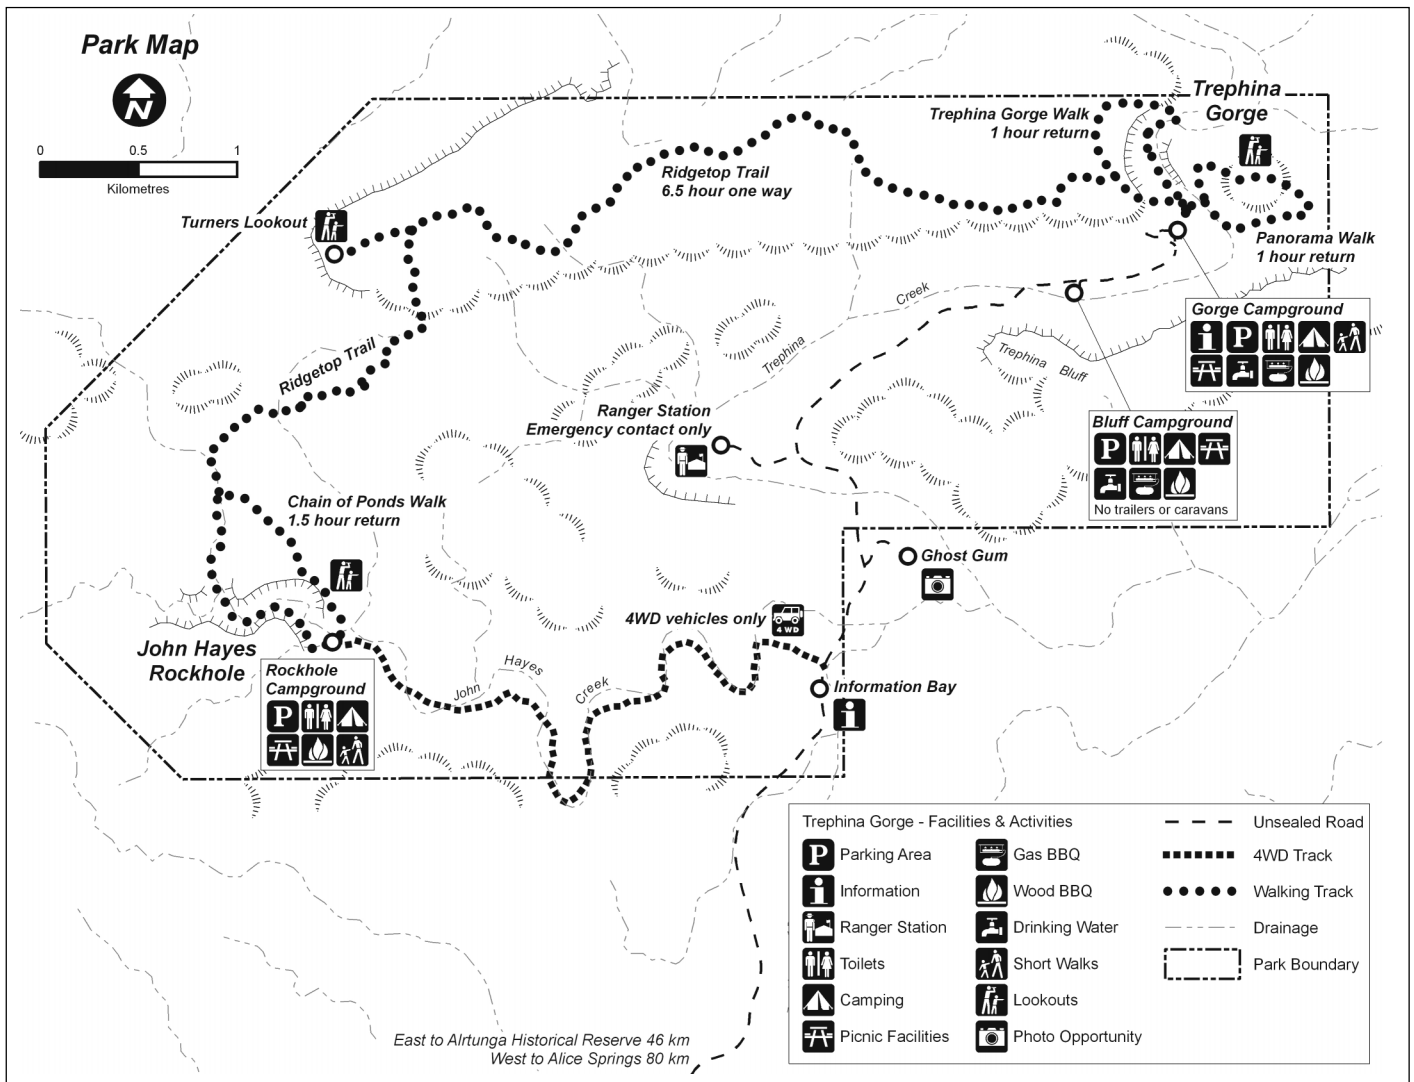 Park Map
N
0 0.5 1
Kilometres
Turners Lookout
Ridgetop Trail
6.5 hour one way
Trephina Gorge Walk
1 hour return
Trephina
Gorge
Panorama Walk
1 hour return
Gorge Campground
i P
Creek
Trephina
Trephina Bluff
Bluff Campground
P
No trailers or caravans
Ridgetop Trail
Ranger Station
Emergency contact only
Chain of Ponds Walk
1.5 hour return
Ghost Gum
4WD vehicles only
4 WD
John Hayes
Rockhole
Rockhole
Campground
P
John Hayes Creek
Information Bay
i
Trephina Gorge - Facilities & Activities
P Parking Area
i Information
Ranger Station
Toilets
Camping
Picnic Facilities
Gas BBQ
Wood BBQ
Drinking Water
Short Walks
Lookouts
Photo Opportunity
Unsealed Road
4WD Track
Walking Track
Drainage
Park Boundary
East to Alrtunga Historical Reserve 46 km
West to Alice Springs 80 km